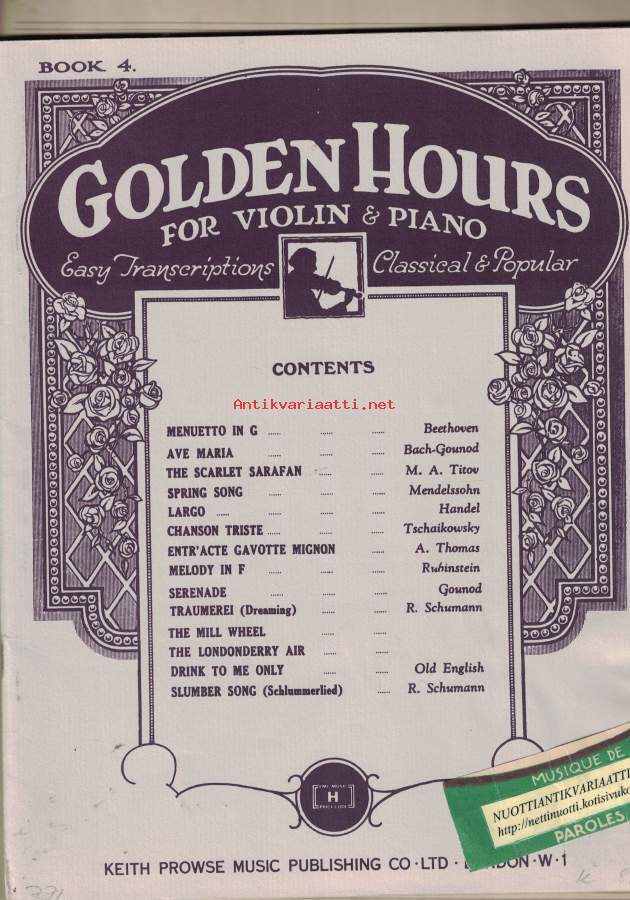 BOOK 4.
GOLDEN HOURS
FOR VIOLIN & PIANO
Easy Transcriptions Classical & Popular
CONTENTS
Antikvariaatti.net
MENUETTO IN G ...... ...... ...... Beethoven
AVE MARIA ...... ...... ...... Bach-Gounod
THE SCARLET SARAFAN ...... ...... M. A. Titov
SPRING SONG ...... ...... ...... Mendelssohn
LARGO ...... ...... ...... ...... Handel
CHANSON TRISTE ...... ...... ...... Tschaikowsky
ENTR'ACTE GAVOTTE MIGNON ...... A. Thomas
MELODY IN F ...... ...... ...... Rubinstein
SERENADE ...... ...... ...... Gounod
TRAUMEREI (Dreaming) ...... ...... R. Schumann
THE MILL WHEEL ...... ......
THE LONDONDERRY AIR ...... ......
DRINK TO ME ONLY ...... ...... Old English
SLUMBER SONG (Schlummerlied) ...... R. Schumann
MUSIQUE DE
NUOTTIANTIKVARIAATTI
http://nettinuotti.kotisivuko
PAROLES
H
KEITH PROWSE MUSIC PUBLISHING CO·LTD· LONDON·W·1